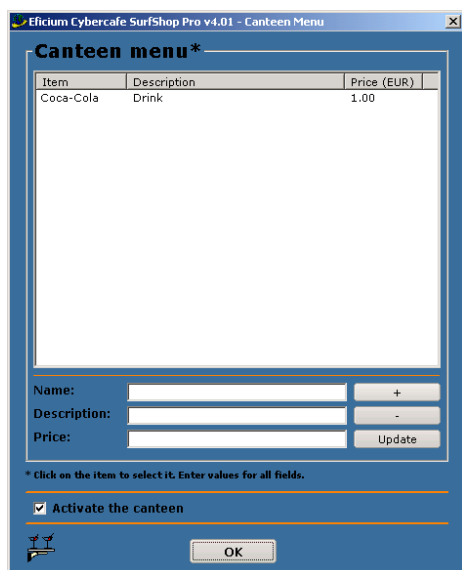 Eficium Cybercafe SurfShop Pro v4.01 - Canteen Menu
Canteen menu*
Item Description Price (EUR)
Coca-Cola Drink 1.00
Name: +
Description: -
Price: Update
* Click on the item to select it. Enter values for all fields.
Activate the canteen
OK